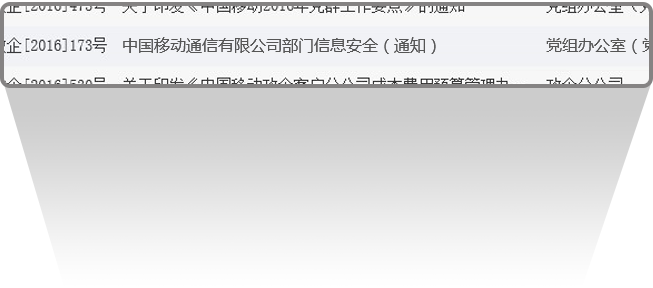 企[2016]473号 关于印发《中国移动2016年党群工作要点》的通知 党组办公室（
企[2016]173号 中国移动通信有限公司部门信息安全（通知） 党组办公室（党
企[2016]530号 关于印发《中国移动政企客户分公司成本费用预算管理办 政企分公司